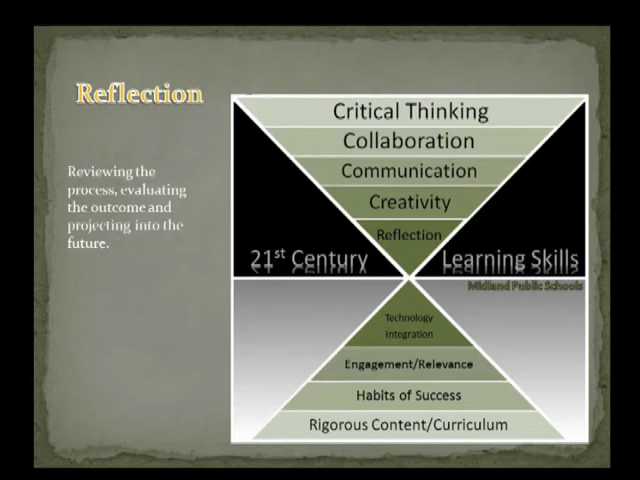 Reflection
Reviewing the
process, evaluating
the outcome and
projecting into the
future.
Critical Thinking
Collaboration
Communication
Creativity
Reflection
21st Century Learning Skills
Midland Public Schools
Technology
Integration
Engagement/Relevance
Habits of Success
Rigorous Content/Curriculum